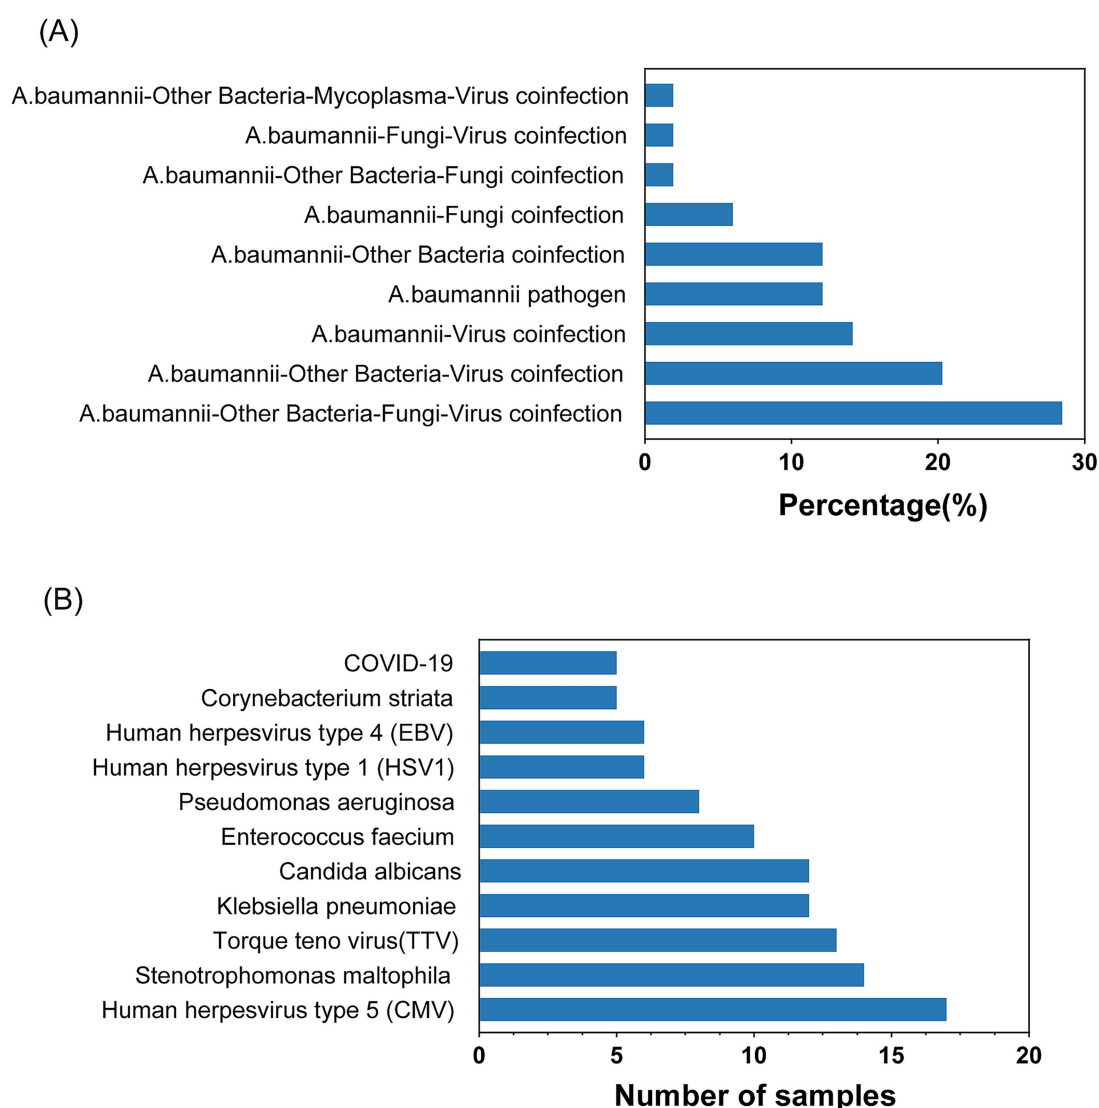 (A)
A.baumannii-Other Bacteria-Mycoplasma-Virus coinfection
A.baumannii-Fungi-Virus coinfection
A.baumannii-Other Bacteria-Fungi coinfection
A.baumannii-Fungi coinfection
A.baumannii-Other Bacteria coinfection
A.baumannii pathogen
A.baumannii-Virus coinfection
A.baumannii-Other Bacteria-Virus coinfection
A.baumannii-Other Bacteria-Fungi-Virus coinfection
0 10 20 30
Percentage(%)
(B)
COVID-19
Corynebacterium striata
Human herpesvirus type 4 (EBV)
Human herpesvirus type 1 (HSV1)
Pseudomonas aeruginosa
Enterococcus faecium
Candida albicans
Klebsiella pneumoniae
Torque teno virus(TTV)
Stenotrophomonas maltophila
Human herpesvirus type 5 (CMV)
0 5 10 15 20
Number of samples